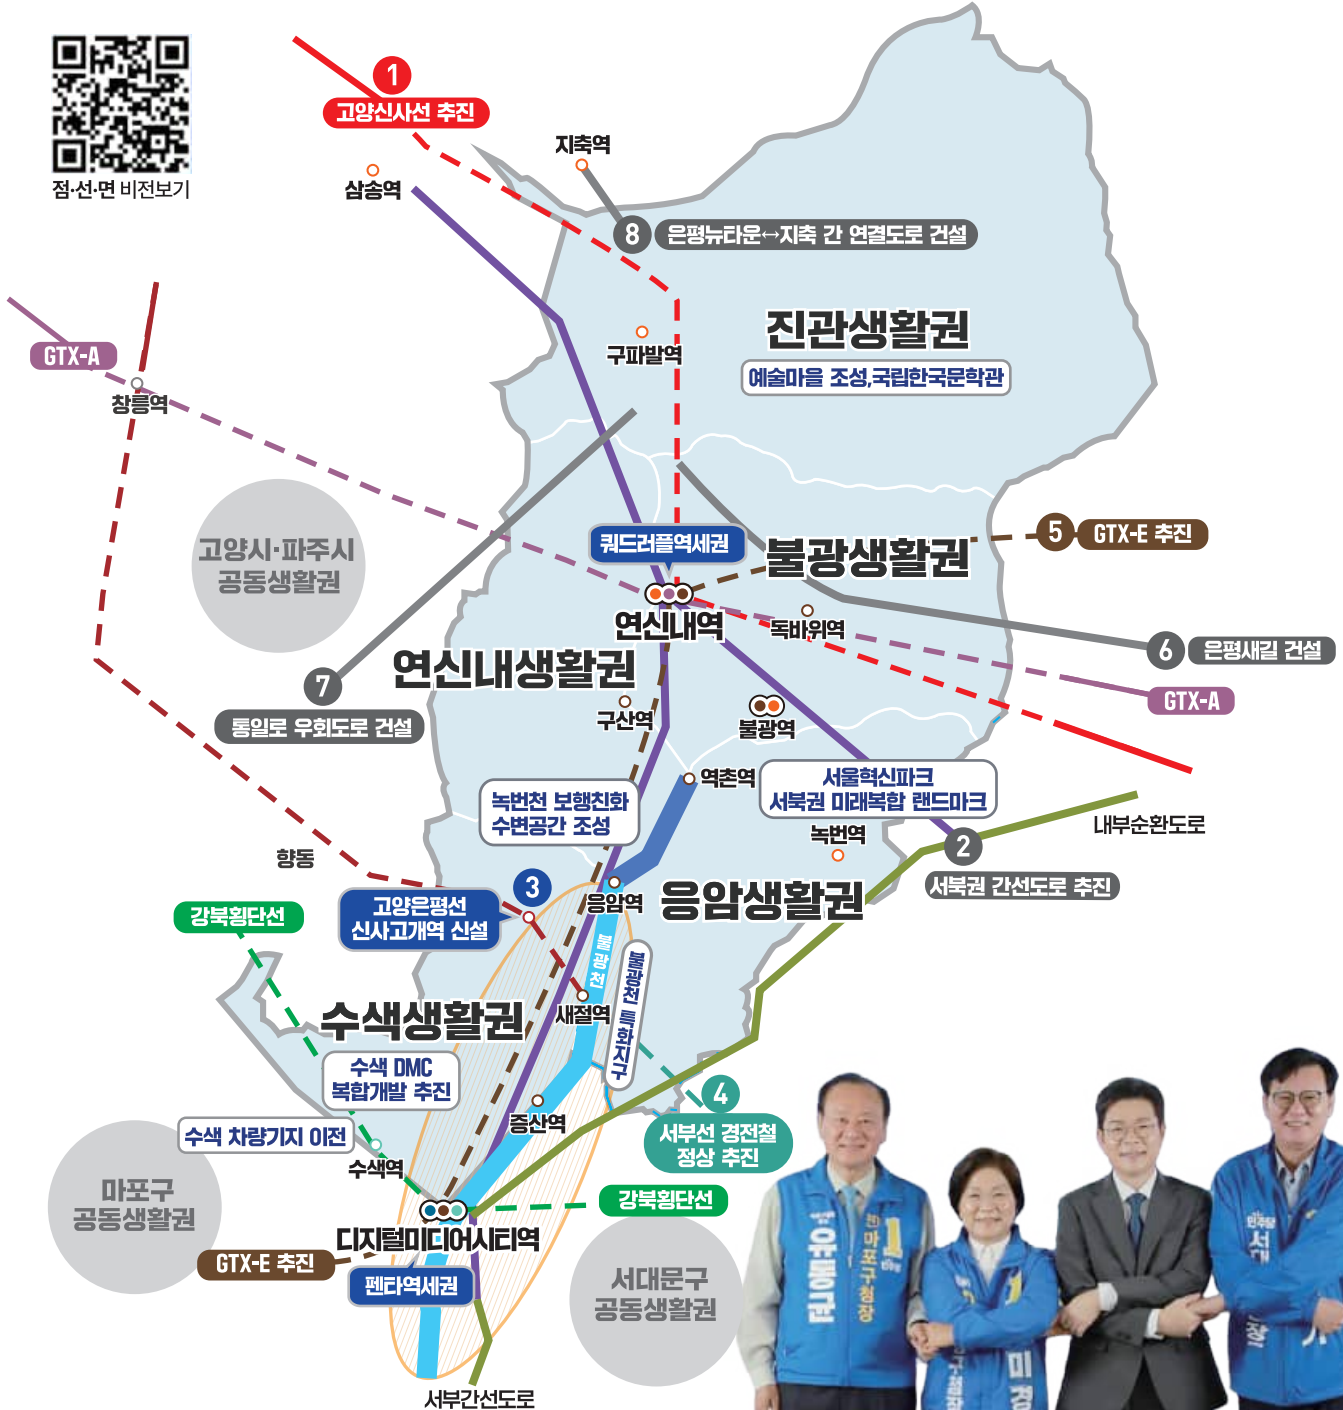 점·선·면 비전보기
1
고양신사선 추진
지축역
삼송역
8
은평뉴타운↔지축 간 연결도로 건설
진관생활권
예술마을 조성,국립한국문학관
구파발역
GTX-A
창릉역
고양시·파주시
공동생활권
쿼드러플역세권
불광생활권
5
GTX-E 추진
연신내역
독바위역
6
은평새길 건설
GTX-A
연신내생활권
7
통일로 우회도로 건설
구산역
불광역
역촌역
서울혁신파크
서북권 미래복합 랜드마크
녹번천 보행친화
수변공간 조성
녹번역
내부순환도로
2
서북권 간선도로 추진
향동
3
고양은평선
신사고개역 신설
응암역
응암생활권
강북횡단선
불광천
불광천 특화지구
수색생활권
새절역
수색 DMC
복합개발 추진
4
서부선 경전철
정상 추진
증산역
수색 차량기지 이전
수색역
마포구
공동생활권
강북횡단선
디지털미디어시티역
GTX-E 추진
펜타역세권
서대문구
공동생활권
서부간선도로
1
전)마포구청장
유동균
미경
구청장
민주당
서대